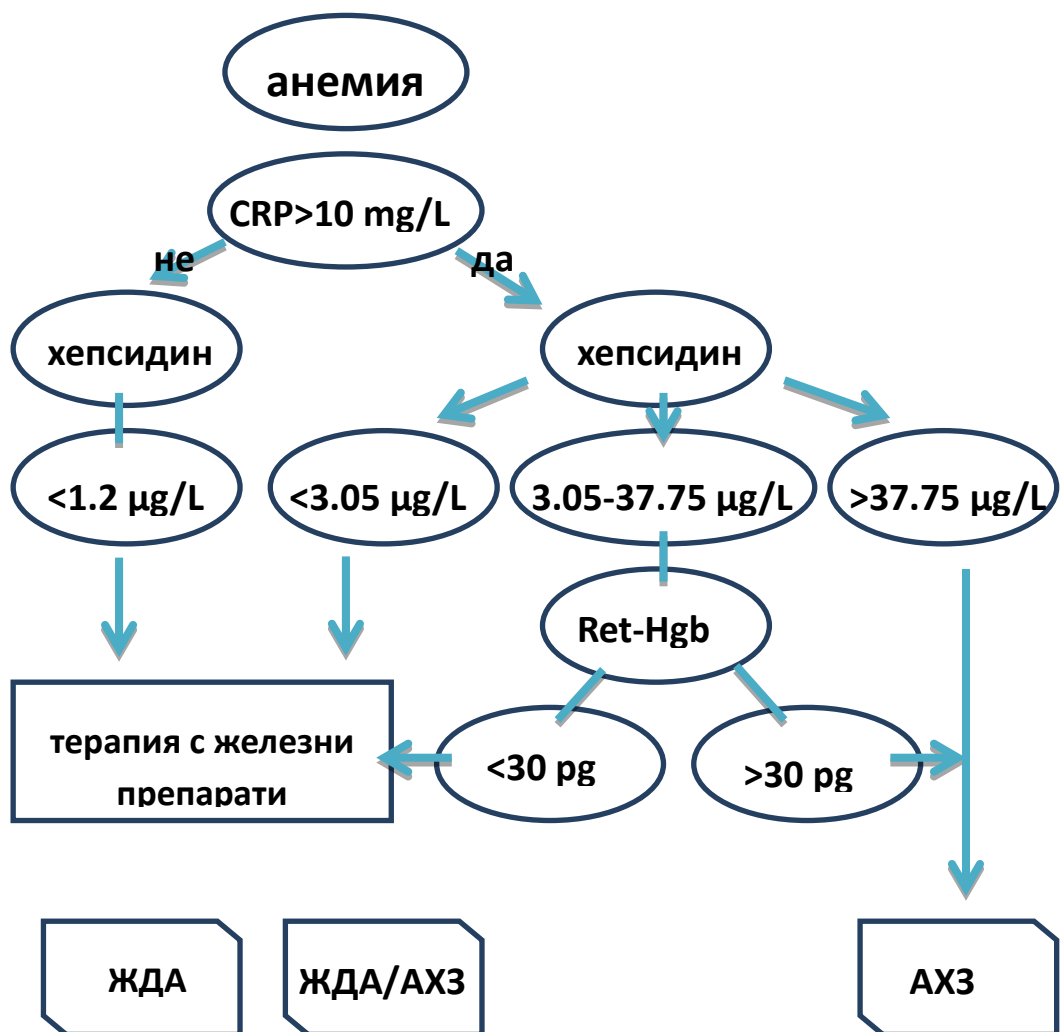 анемия
CRP>10 mg/L
не
да
хепсидин
хепсидин
<1.2 µg/L
<3.05 µg/L
3.05-37.75 µg/L
>37.75 µg/L
Ret-Hgb
терапия с железни
препарати
<30 pg
>30 pg
ЖДА
ЖДА/АХЗ
АХЗ